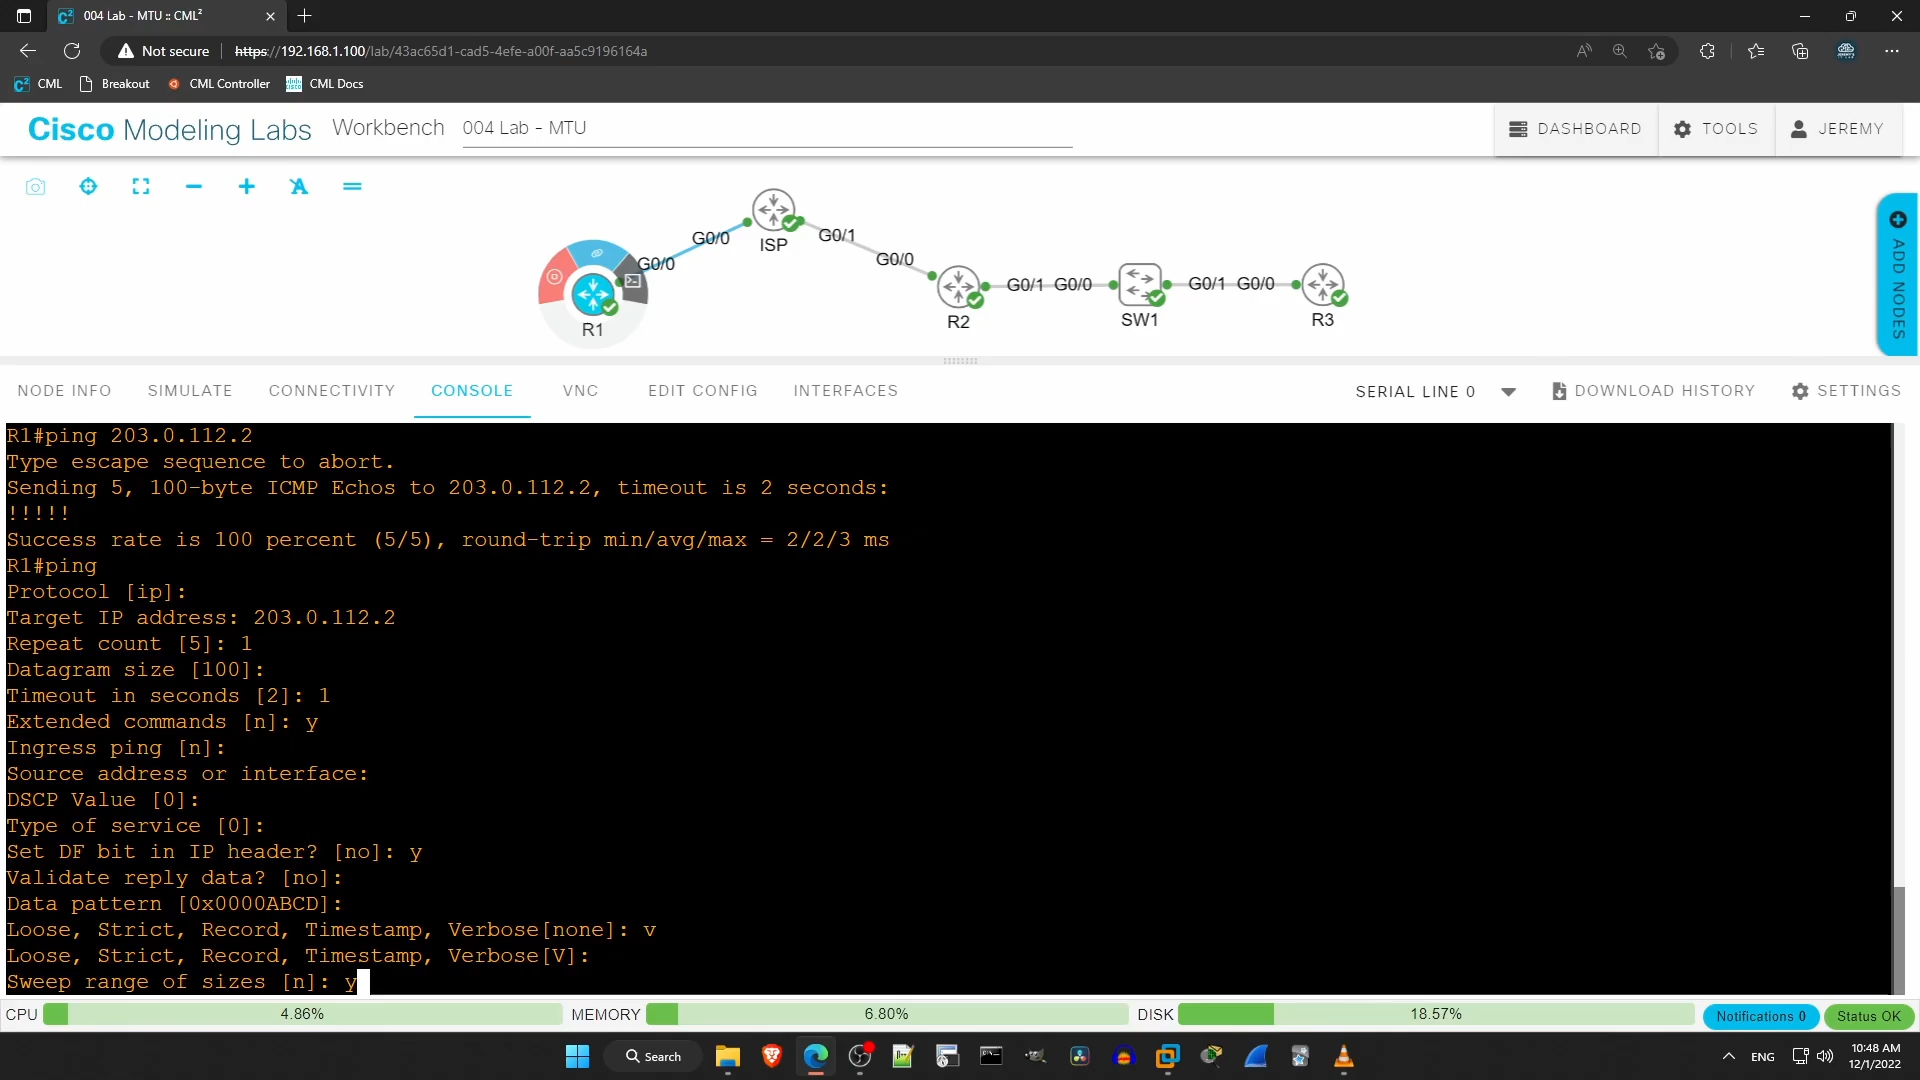 004 Lab - MTU :: CML²
Not secure
https://192.168.1.100/lab/43ac65d1-cad5-4efe-a00f-aa5c9196164a
CML
Breakout
CML Controller
CML Docs
Cisco Modeling Labs
Workbench
004 Lab - MTU
DASHBOARD
TOOLS
JEREMY
ISP
G0/0
G0/1
G0/0
G0/0
R1
R2
G0/1
G0/0
SW1
G0/1
G0/0
R3
ADD NODES
NODE INFO
SIMULATE
CONNECTIVITY
CONSOLE
VNC
EDIT CONFIG
INTERFACES
SERIAL LINE 0
DOWNLOAD HISTORY
SETTINGS
R1#ping 203.0.112.2
Type escape sequence to abort.
Sending 5, 100-byte ICMP Echos to 203.0.112.2, timeout is 2 seconds:
!!!!!
Success rate is 100 percent (5/5), round-trip min/avg/max = 2/2/3 ms
R1#ping
Protocol [ip]:
Target IP address: 203.0.112.2
Repeat count [5]: 1
Datagram size [100]:
Timeout in seconds [2]: 1
Extended commands [n]: y
Ingress ping [n]:
Source address or interface:
DSCP Value [0]:
Type of service [0]:
Set DF bit in IP header? [no]: y
Validate reply data? [no]:
Data pattern [0x0000ABCD]:
Loose, Strict, Record, Timestamp, Verbose[none]: v
Loose, Strict, Record, Timestamp, Verbose[V]:
Sweep range of sizes [n]: y
CPU
4.86%
MEMORY
6.80%
DISK
18.57%
Notifications 0
Status OK
Search
ENG
10:48 AM
12/1/2022